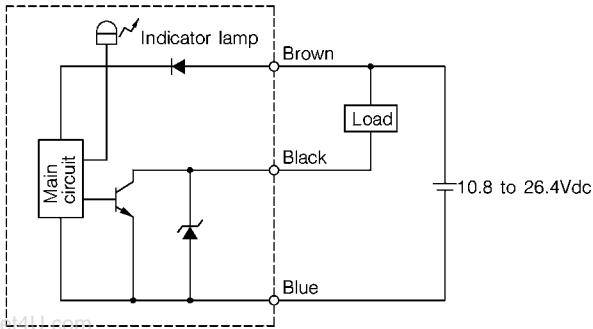 Indicator lamp
Brown
Load
Main
circuit
Black
10.8 to 26.4Vdc
Blue